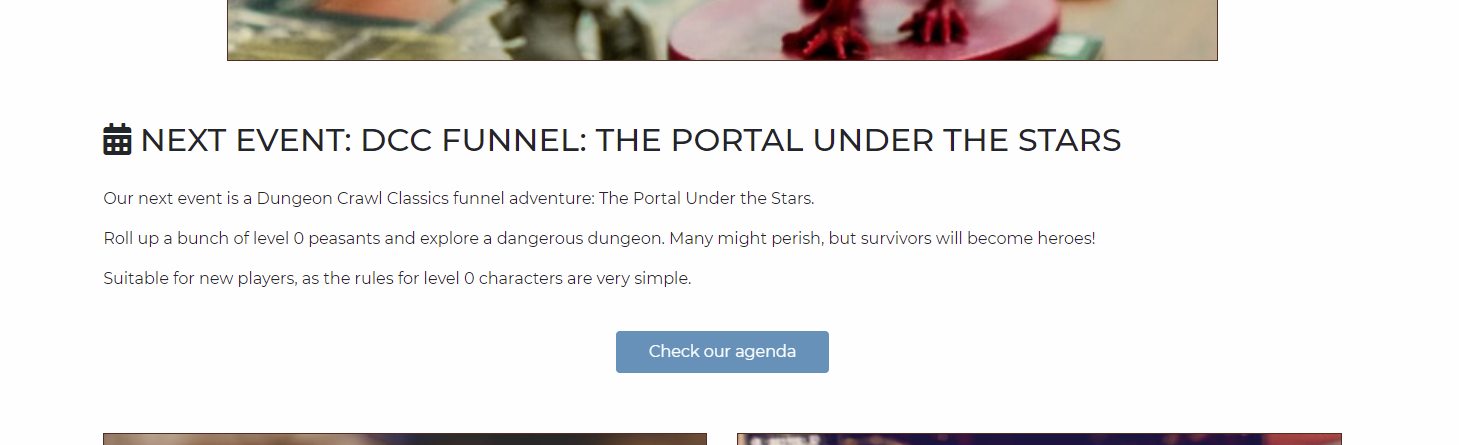 NEXT EVENT: DCC FUNNEL: THE PORTAL UNDER THE STARS
Our next event is a Dungeon Crawl Classics funnel adventure: The Portal Under the Stars.
Roll up a bunch of level 0 peasants and explore a dangerous dungeon. Many might perish, but survivors will become heroes!
Suitable for new players, as the rules for level 0 characters are very simple.
Check our agenda